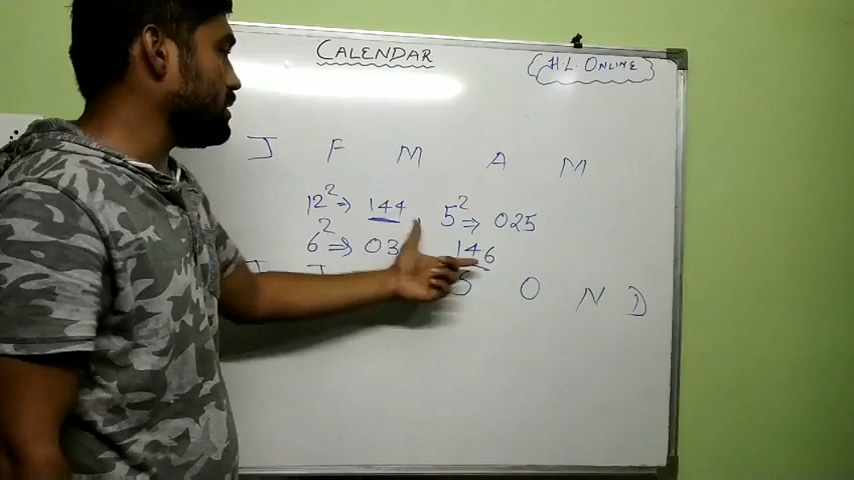 CALENDAR
H.L. ONLINE
J F M A M
12² → 144 5² → 025
6² ⇒ 03 146
J J S O N D